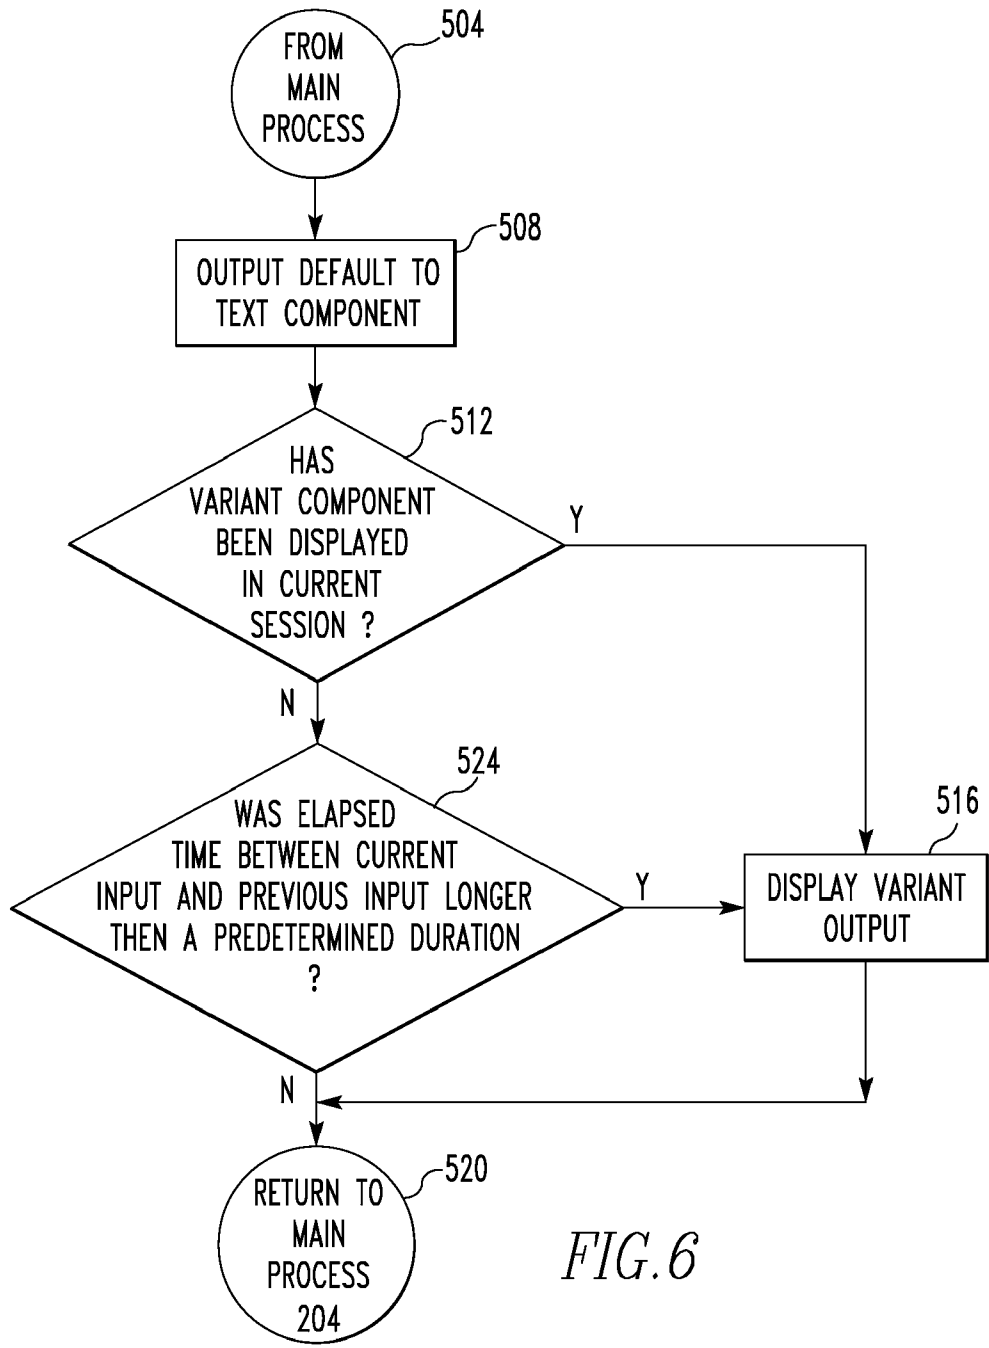 504
FROM
MAIN
PROCESS
508
OUTPUT DEFAULT TO
TEXT COMPONENT
512
HAS
VARIANT COMPONENT
BEEN DISPLAYED
IN CURRENT
SESSION ?
Y
N
524
WAS ELAPSED
TIME BETWEEN CURRENT
INPUT AND PREVIOUS INPUT LONGER
THEN A PREDETERMINED DURATION
?
Y
516
DISPLAY VARIANT
OUTPUT
N
520
RETURN TO
MAIN
PROCESS
204
FIG.6